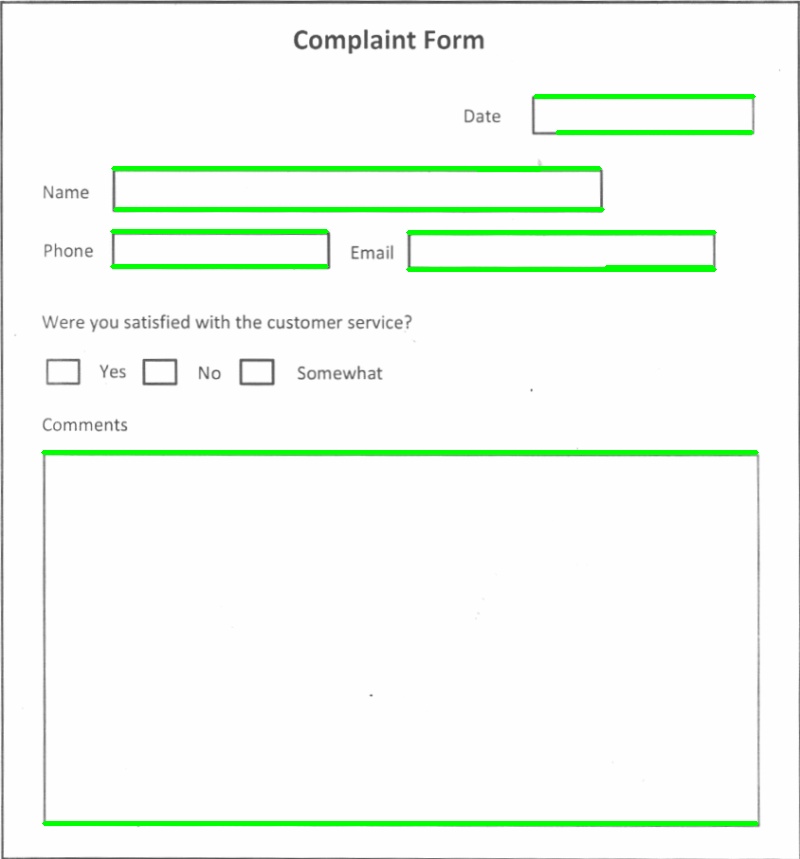 Complaint Form
Date
Name
Phone Email
Were you satisfied with the customer service?
Yes No Somewhat
Comments